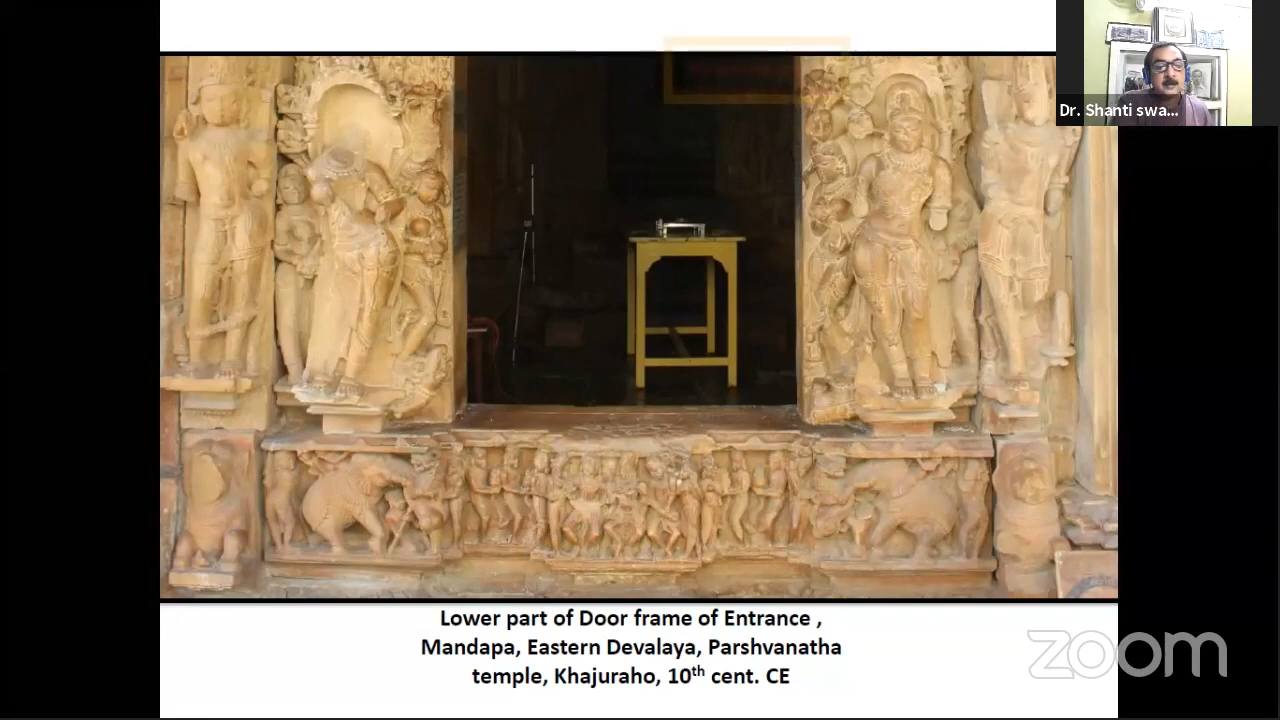 Dr. Shanti swa...
Lower part of Door frame of Entrance ,
Mandapa, Eastern Devalaya, Parshvanatha
temple, Khajuraho, 10th cent. CE
zoom